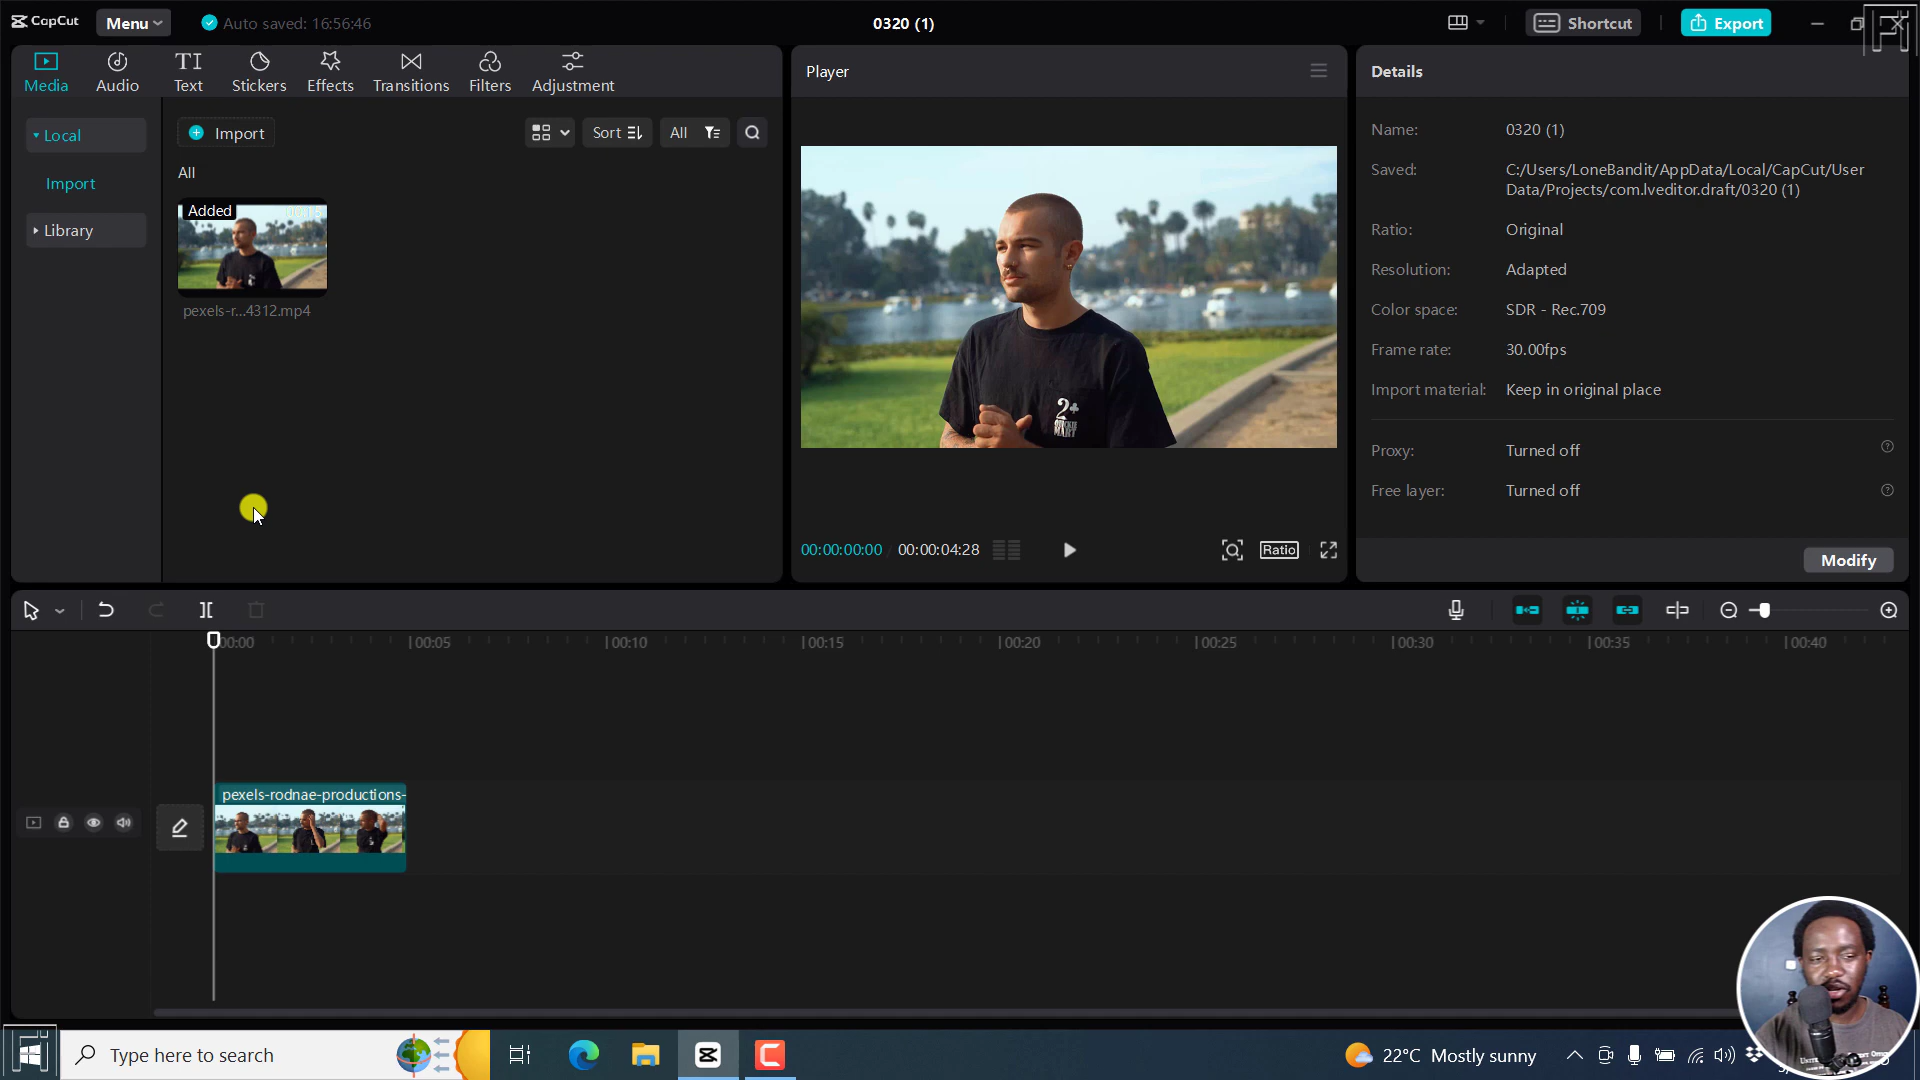 CapCut
Menu
Auto saved: 16:56:46
0320 (1)
Shortcut
Export
Media
Audio
TI
Text
Stickers
Effects
Transitions
Filters
Adjustment
Player
Details
Local
Import
Library
Import
Sort
All
All
Added
pexels-r...4312.mp4
2
MART
00:00:00:00
00:00:04:28
Ratio
Name:
0320 (1)
Saved:
C:/Users/LoneBandit/AppData/Local/CapCut/User
Data/Projects/com.lveditor.draft/0320 (1)
Ratio:
Original
Resolution:
Adapted
Color space:
SDR - Rec.709
Frame rate:
30.00fps
Import material:
Keep in original place
Proxy:
Turned off
Free layer:
Turned off
Modify
00:00
00:05
00:10
00:15
00:20
00:25
00:30
00:35
00:40
pexels-rodnae-productions-
Type here to search
22°C Mostly sunny